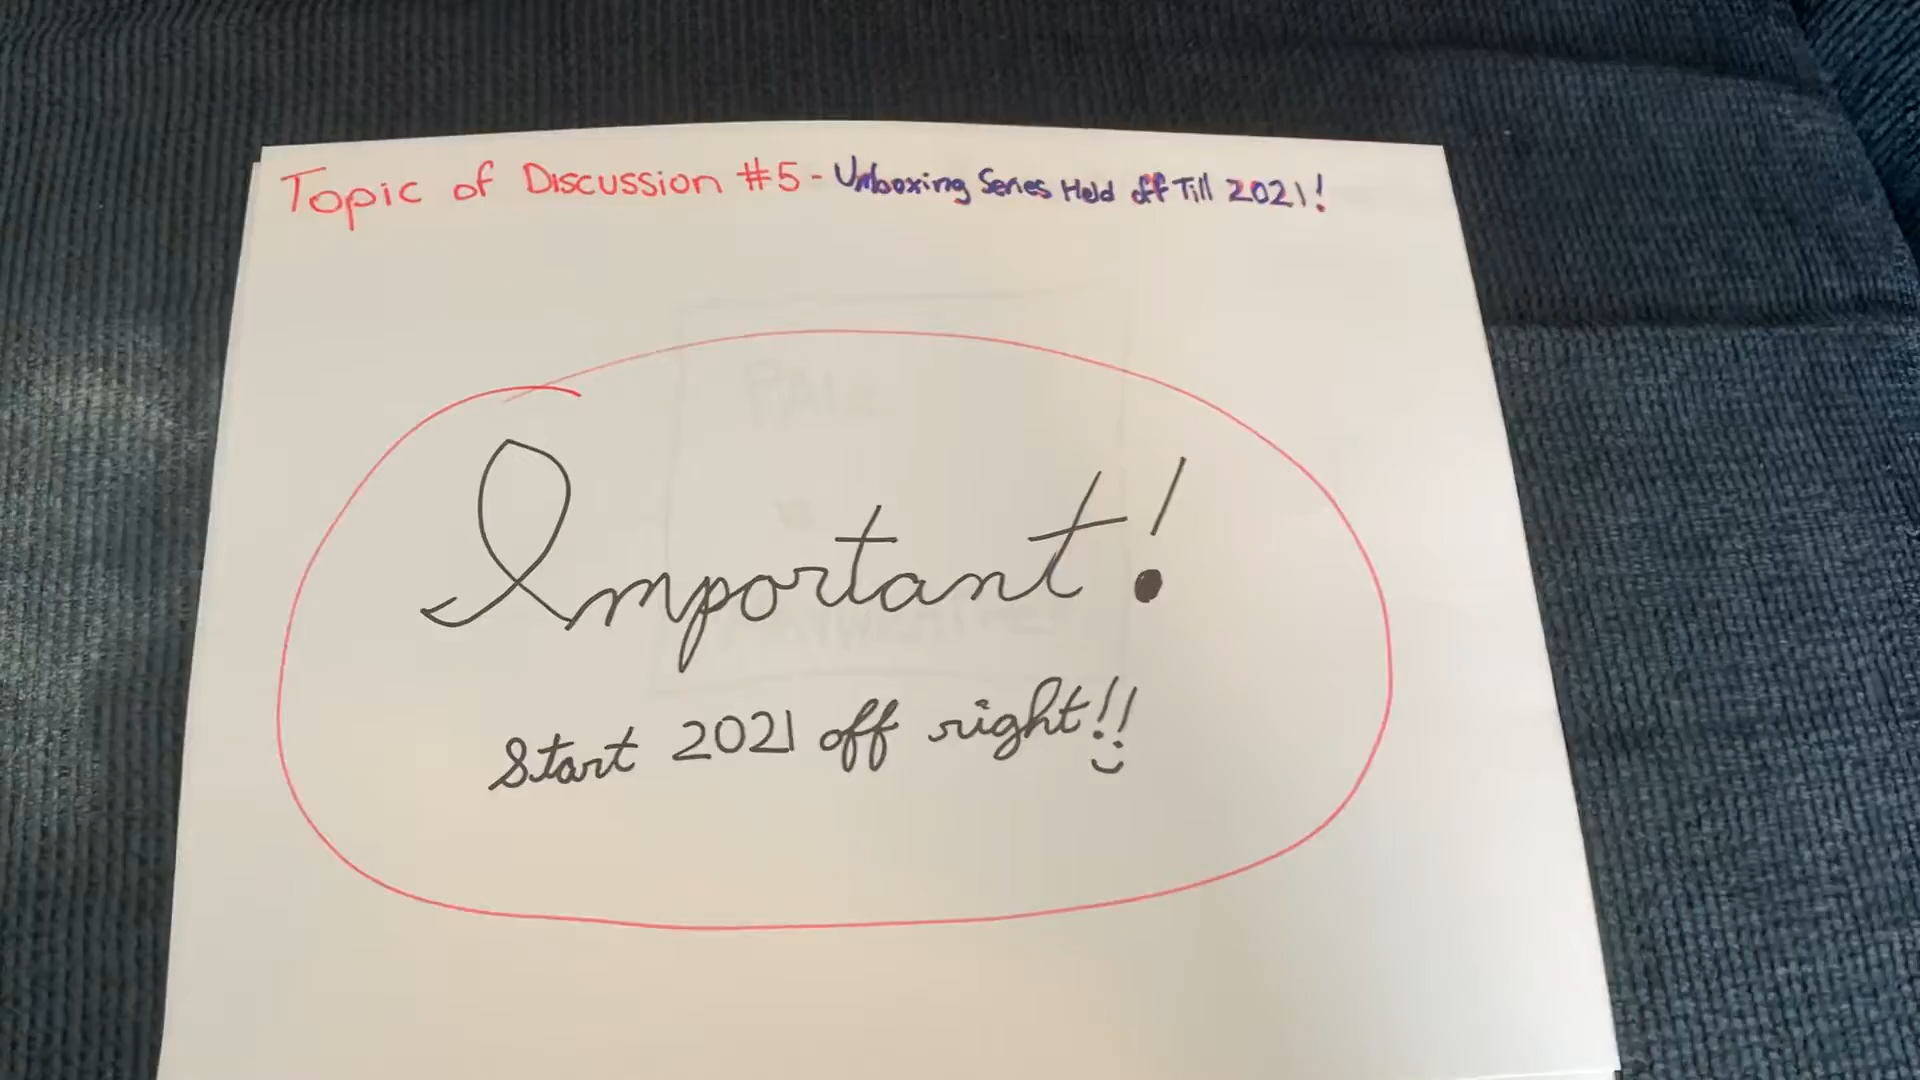 Topic of Discussion #5 - Unboxing Series Held off Till 2021!
Important!
Start 2021 off right!!